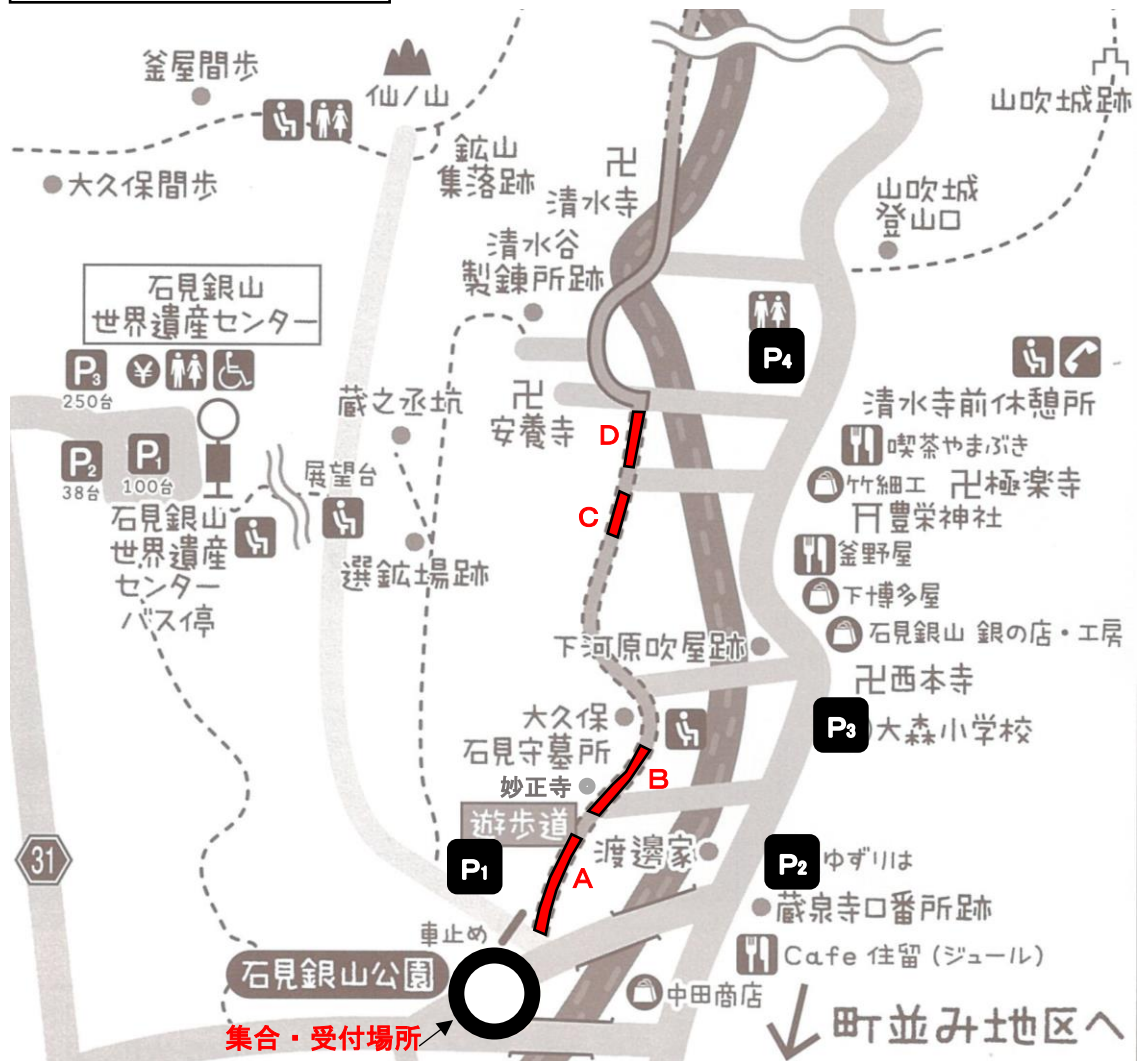 釜屋間歩
仙ノ山
山吹城跡
大久保間歩
鉱山
集落跡
卍
清水寺
山吹城
登山口
清水谷
製錬所跡
石見銀山
世界遺産センター
P3
¥
250台
P4
蔵之丞坑
卍
安養寺
清水寺前休憩所
D
喫茶やまぶき
P2
38台
P1
100台
展望台
竹細工
卍極楽寺
豊栄神社
C
石見銀山
世界遺産
センター
バス停
選鉱場跡
釜野屋
下博多屋
石見銀山 銀の店・工房
下河原吹屋跡
卍西本寺
大久保
石見守墓所
P3
大森小学校
妙正寺
B
遊歩道
渡邊家
31
P1
A
P2
ゆずりは
蔵泉寺口番所跡
車止め
Cafe 住留(ジュール)
石見銀山公園
中田商店
集合・受付場所
町並み地区へ